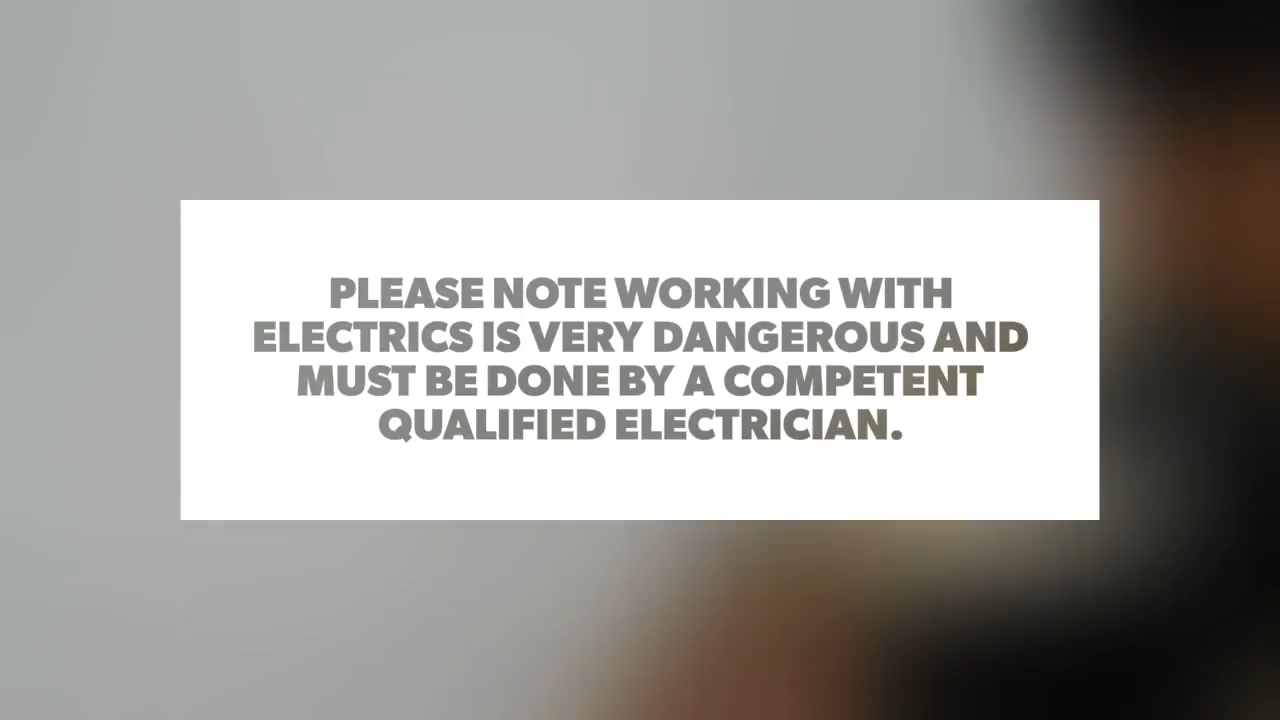 PLEASE NOTE WORKING WITH
ELECTRICS IS VERY DANGEROUS AND
MUST BE DONE BY A COMPETENT
QUALIFIED ELECTRICIAN.